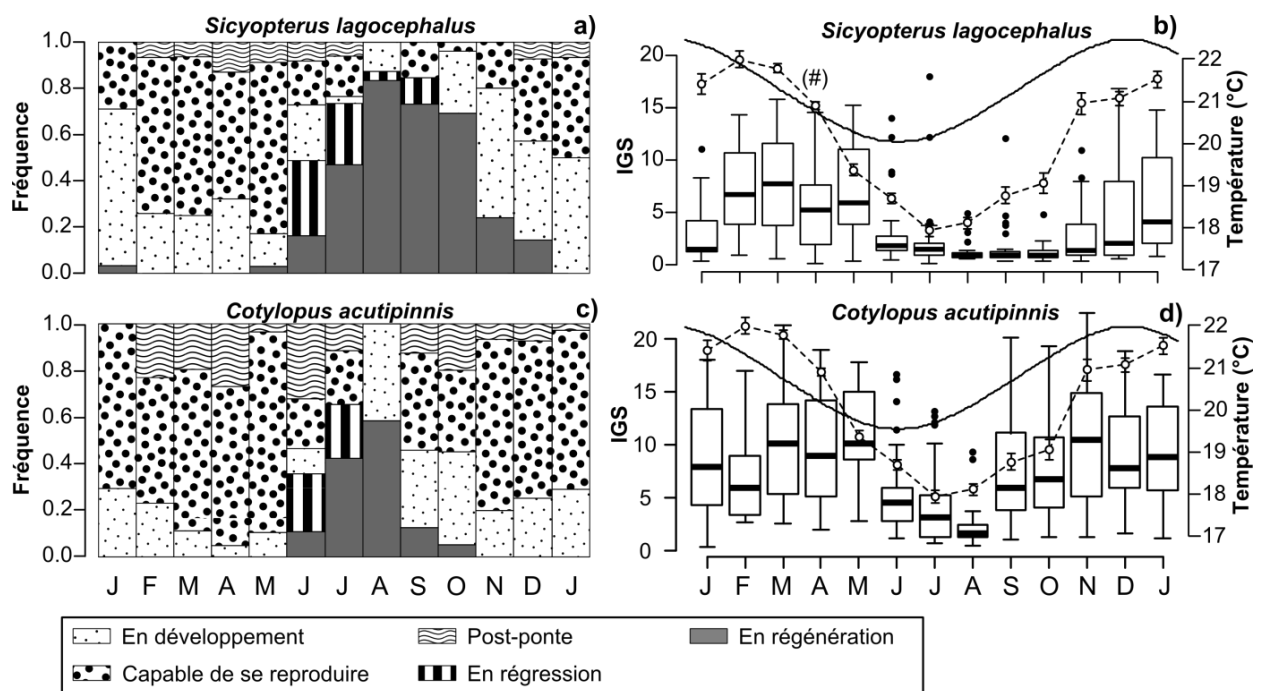 Sicyopterus lagocephalus
a)
Fréquence
1.0
0.8
0.6
0.4
0.2
0.0
Sicyopterus lagocephalus
b)
IGS
20
15
10
5
0
(#)
22
21
20
19
18
17
Température (°C)
Cotylopus acutipinnis
c)
Fréquence
1.0
0.8
0.6
0.4
0.2
0.0
J F M A M J J A S O N D J
Cotylopus acutipinnis
d)
IGS
20
15
10
5
0
22
21
20
19
18
17
Température (°C)
J F M A M J J A S O N D J
En développement
Post-ponte
En régénération
Capable de se reproduire
En régression